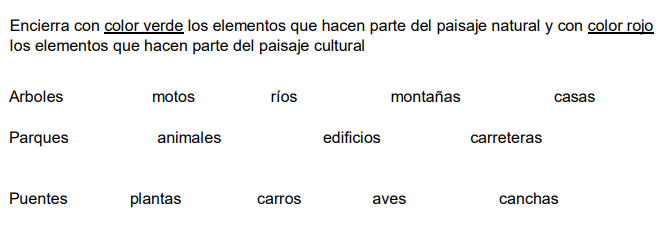 Encierra con color verde los elementos que hacen parte del paisaje natural y con color rojo
los elementos que hacen parte del paisaje cultural
Arboles motos ríos montañas casas
Parques animales edificios carreteras
Puentes plantas carros aves canchas